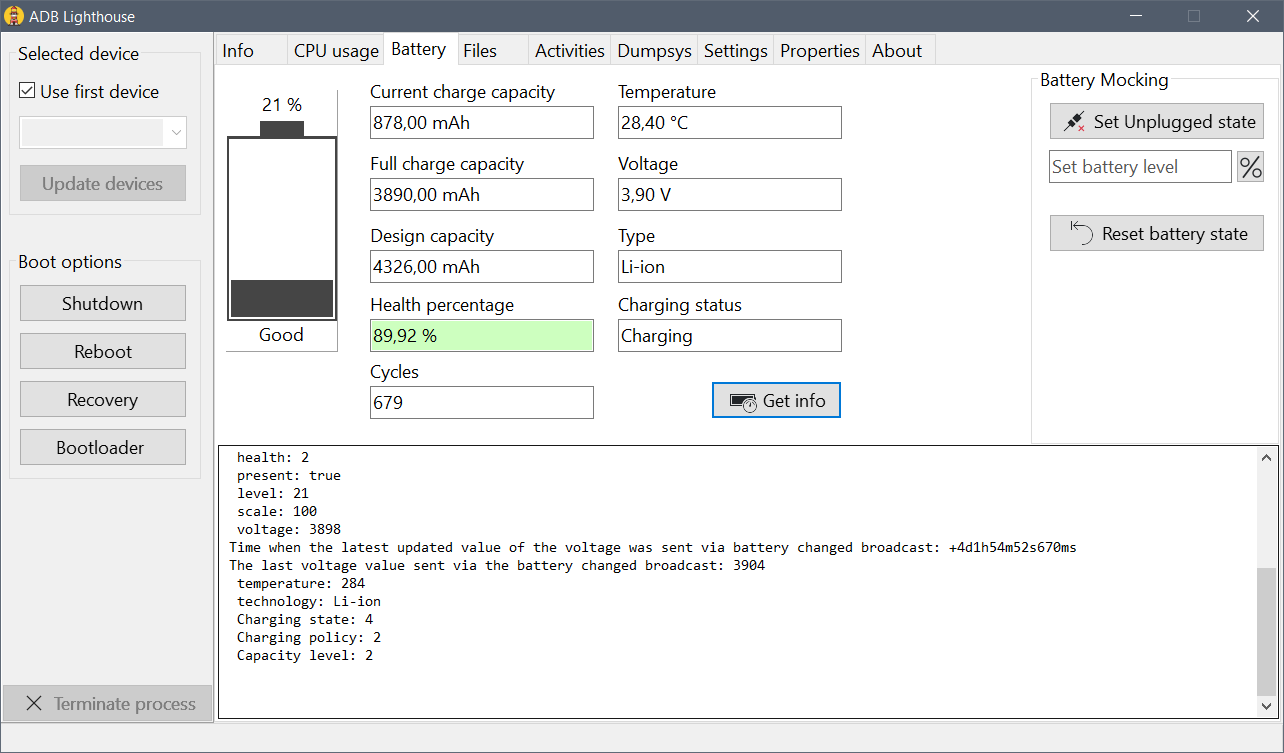 ADB Lighthouse
Selected device
Use first device
Update devices
Boot options
Shutdown
Reboot
Recovery
Bootloader
Terminate process
Info CPU usage Battery Files Activities Dumpsys Settings Properties About
21 %
Good
Current charge capacity
878,00 mAh
Full charge capacity
3890,00 mAh
Design capacity
4326,00 mAh
Health percentage
89,92 %
Cycles
679
Temperature
28,40 °C
Voltage
3,90 V
Type
Li-ion
Charging status
Charging
Get info
Battery Mocking
Set Unplugged state
Set battery level %
Reset battery state
health: 2
present: true
level: 21
scale: 100
voltage: 3898
Time when the latest updated value of the voltage was sent via battery changed broadcast: +4d1h54m52s670ms
The last voltage value sent via the battery changed broadcast: 3904
temperature: 284
technology: Li-ion
Charging state: 4
Charging policy: 2
Capacity level: 2